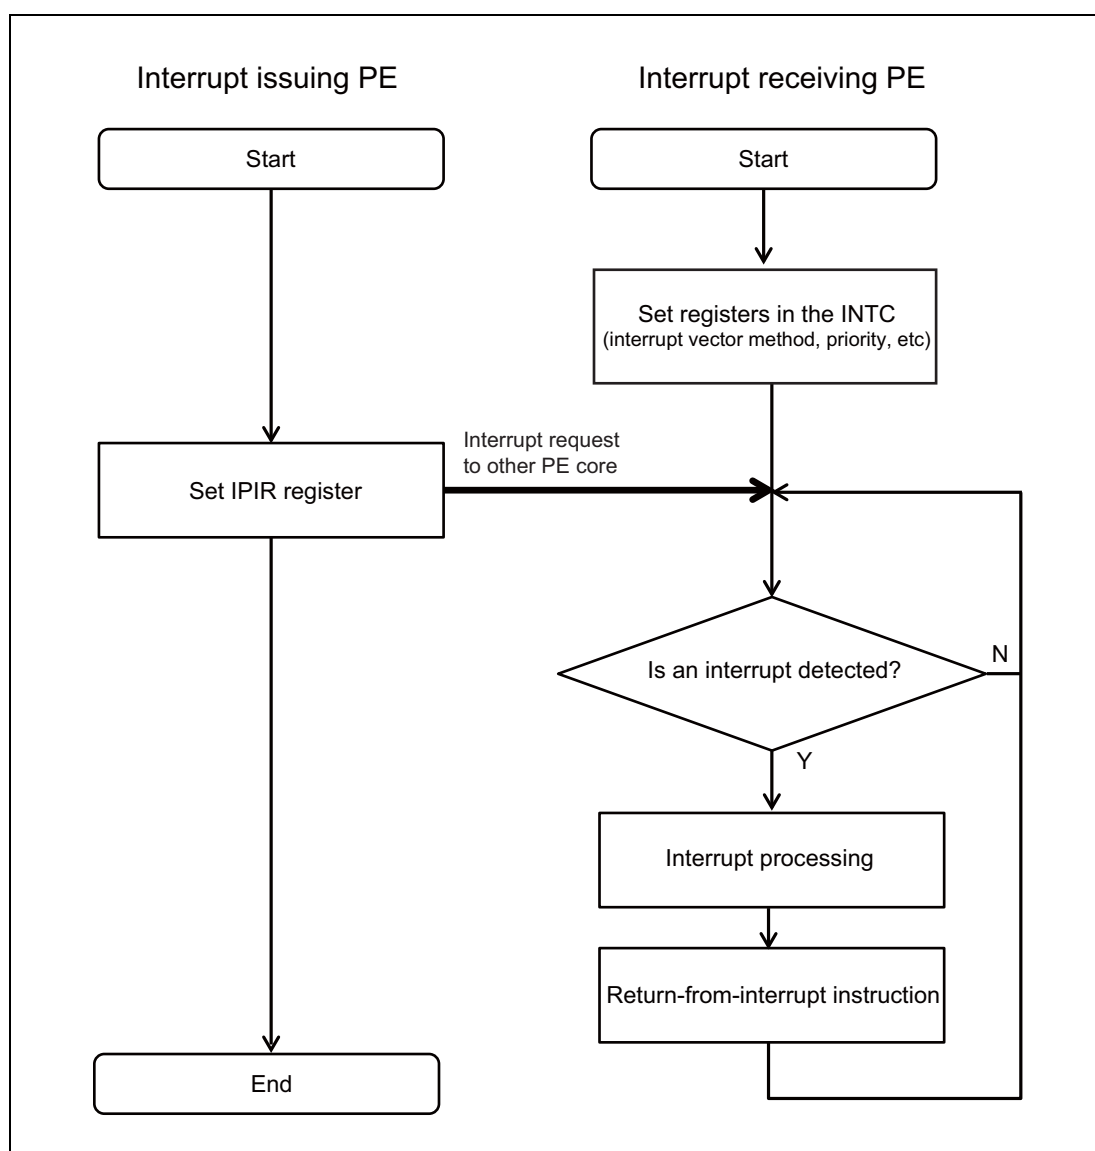 Interrupt issuing PE
Interrupt receiving PE
Start
Start
Set registers in the INTC
(interrupt vector method, priority, etc)
Interrupt request
to other PE core
Set IPIR register
Is an interrupt detected?
N
Y
Interrupt processing
Return-from-interrupt instruction
End